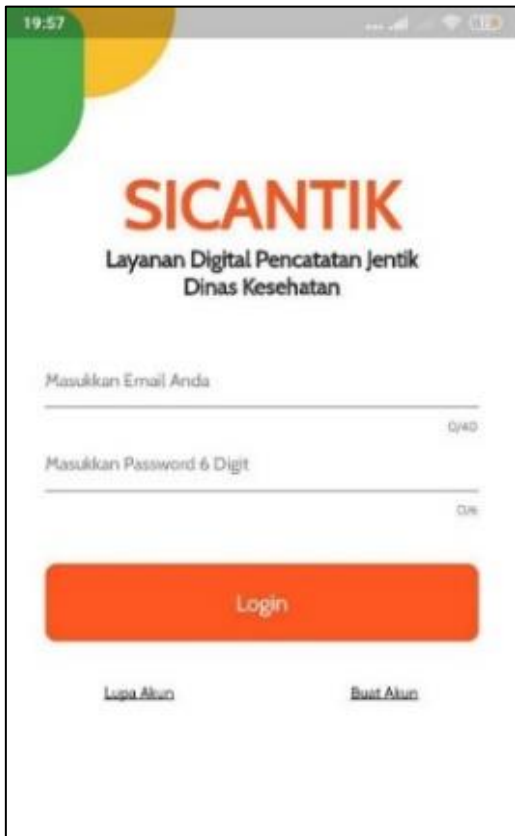 19:57
SICANTIK
Layanan Digital Pencatatan Jentik
Dinas Kesehatan
Masukkan Email Anda
0/40
Masukkan Password 6 Digit
0/6
Login
Lupa Akun
Buat Akun